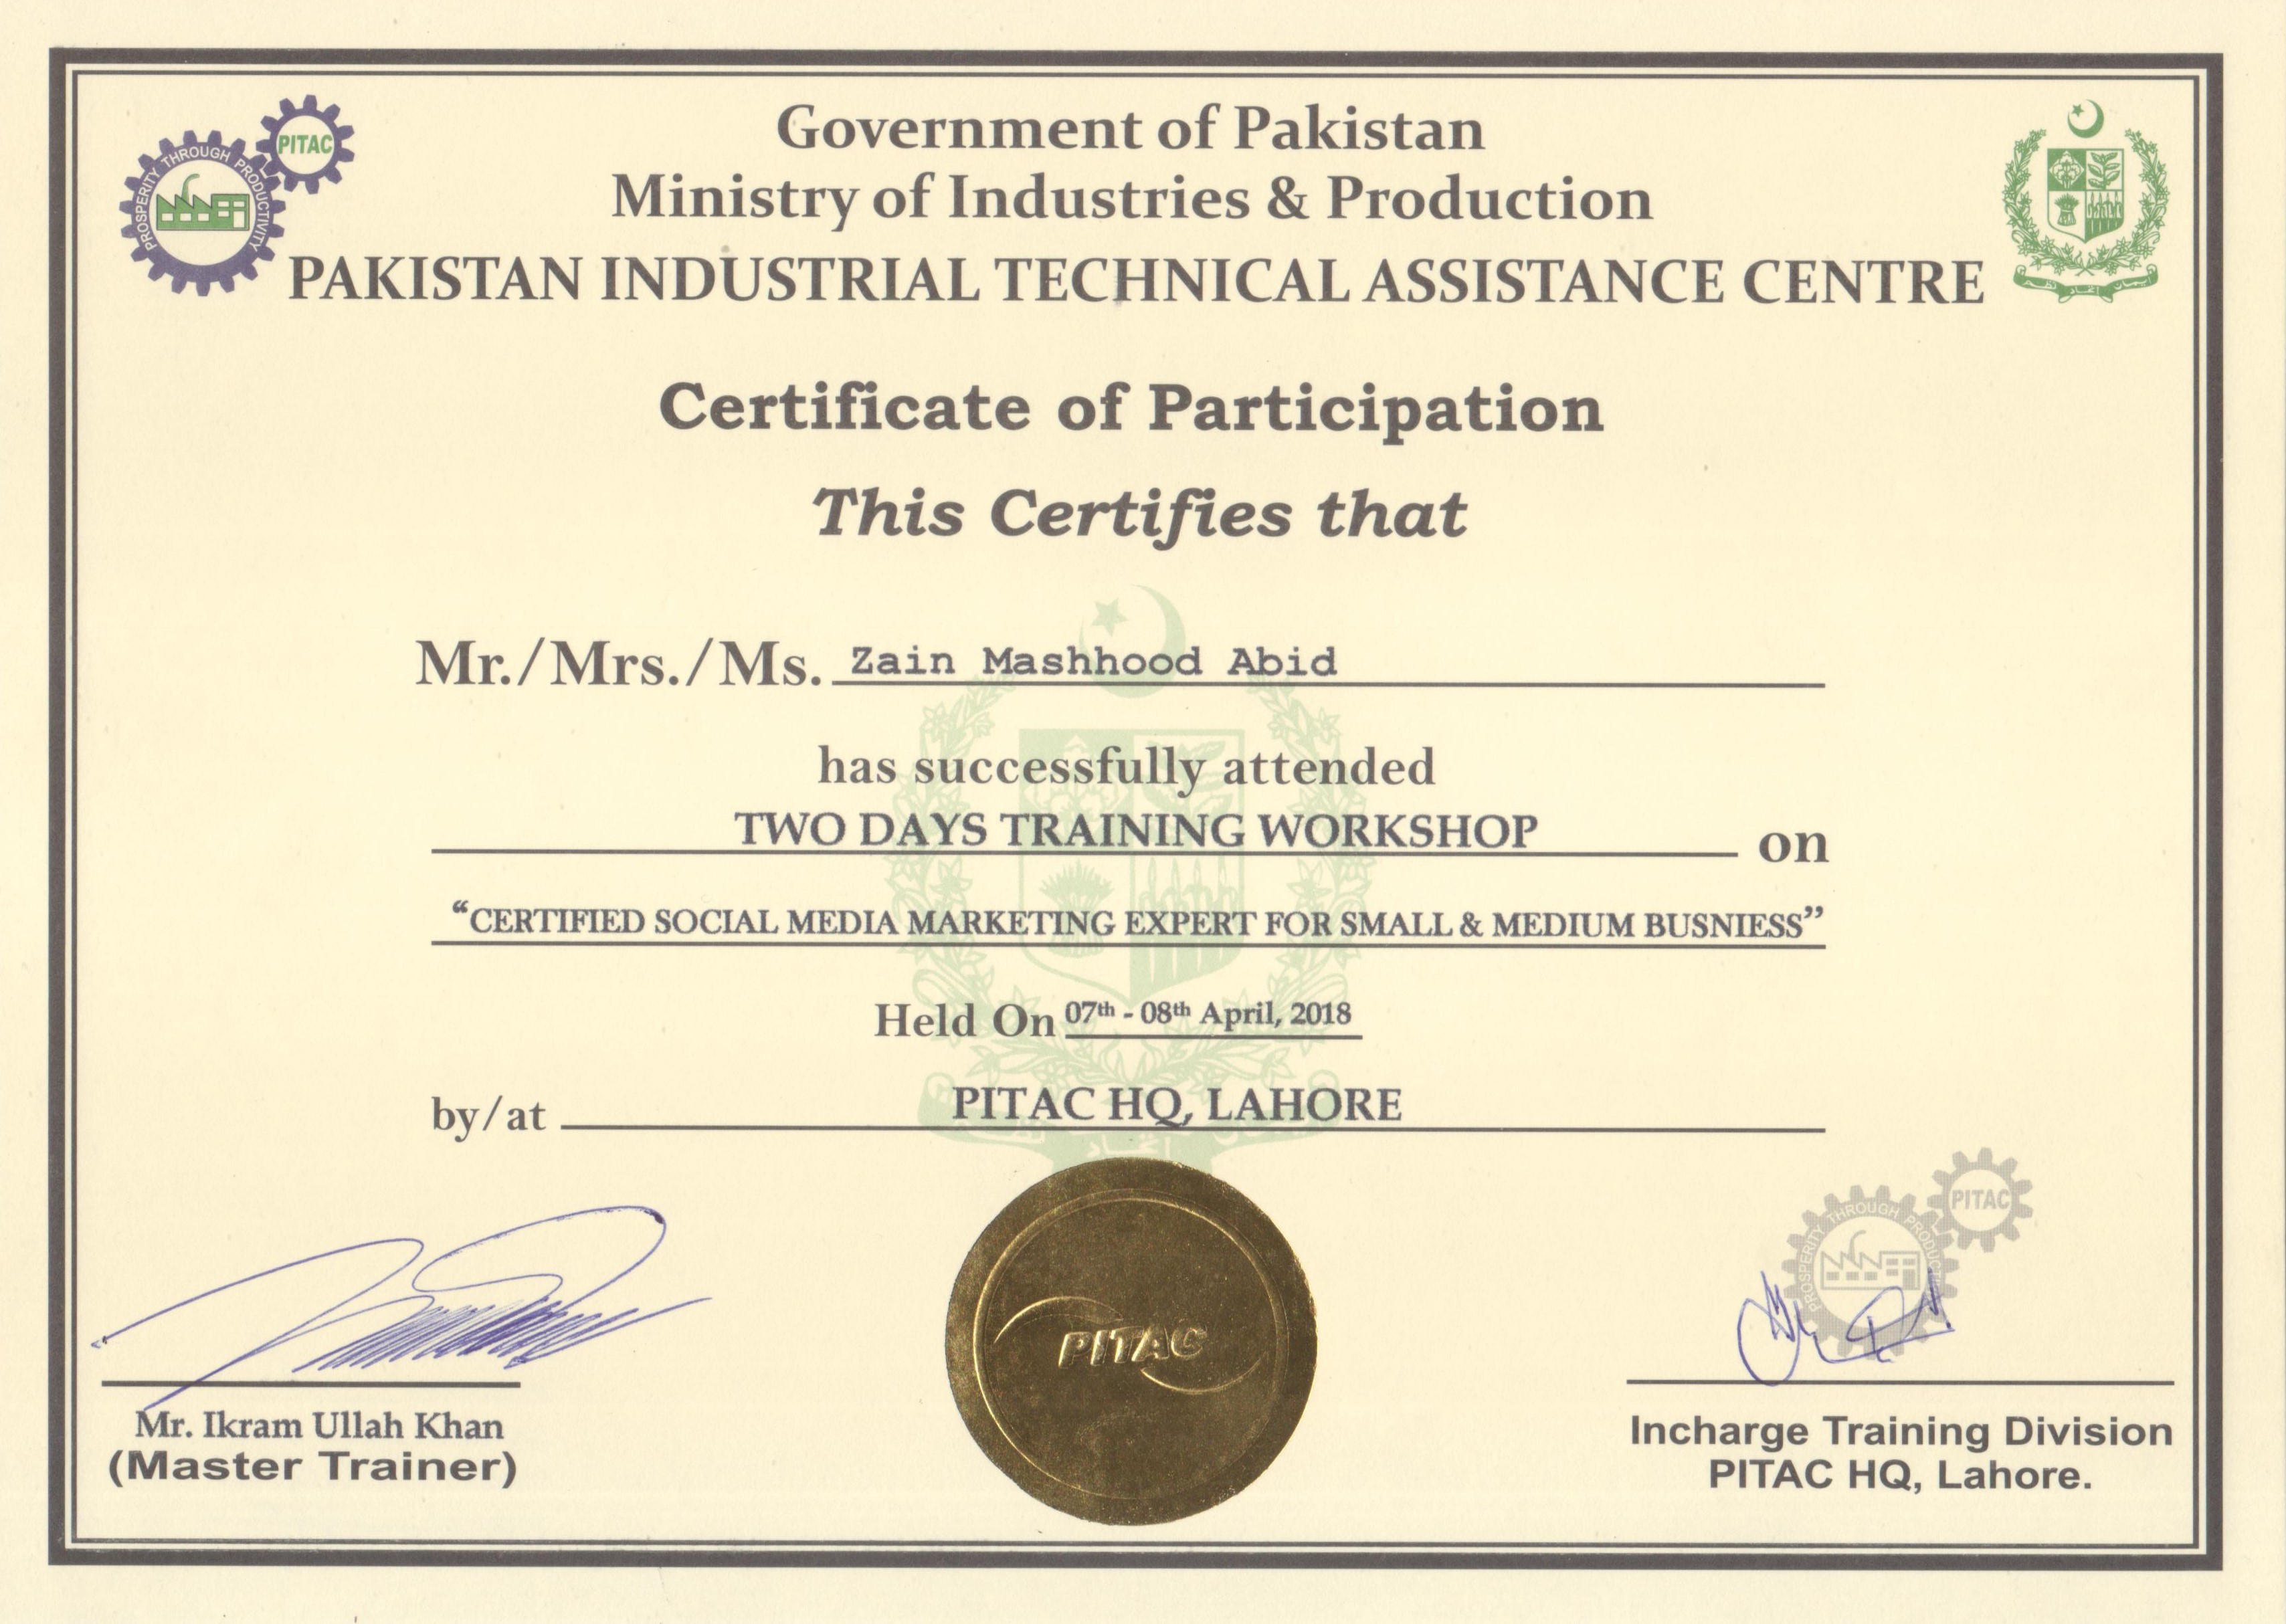 PROSPERITY THROUGH PRODUCTIVITY
PITAC
Government of Pakistan
Ministry of Industries & Production
PAKISTAN INDUSTRIAL TECHNICAL ASSISTANCE CENTRE
Certificate of Participation
This Certifies that
Mr./Mrs./Ms. Zain Mashhood Abid
has successfully attended
TWO DAYS TRAINING WORKSHOP on
“CERTIFIED SOCIAL MEDIA MARKETING EXPERT FOR SMALL & MEDIUM BUSNIESS”
Held On 07th - 08th April, 2018
by/at PITAC HQ, LAHORE
PITAC
PROSPERITY THROUGH
PITAC
Mr. Ikram Ullah Khan
(Master Trainer)
Incharge Training Division
PITAC HQ, Lahore.